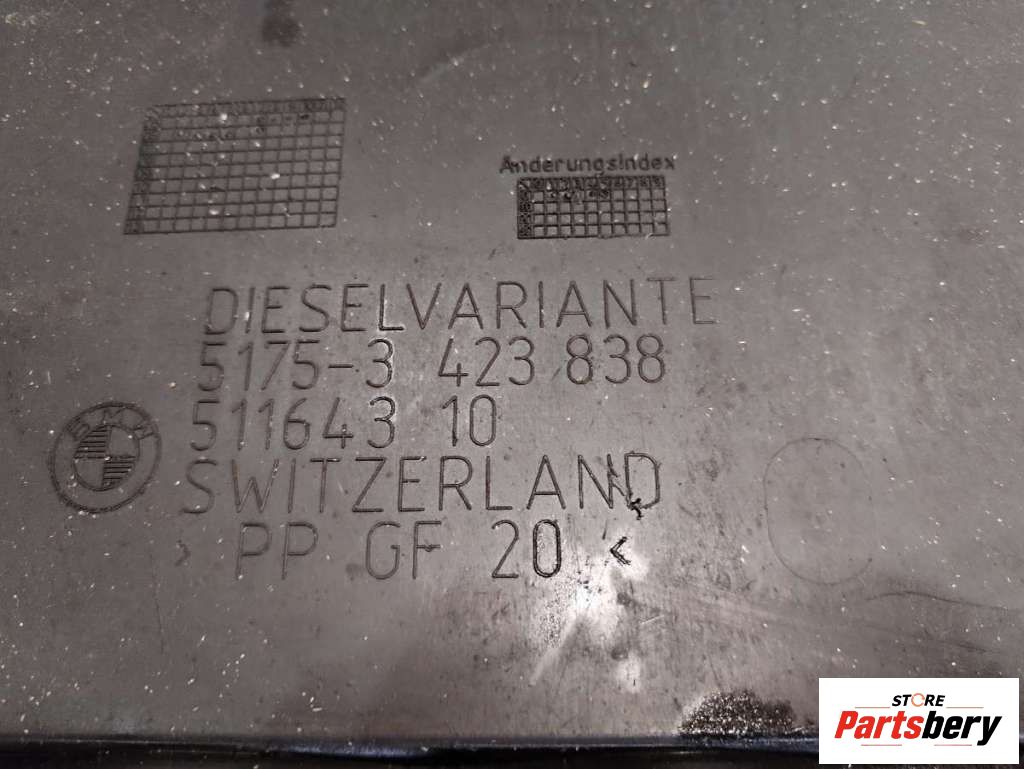 Änderungsindex
DIESELVARIANTE
5175-3 423 838
511643 10
BMW
SWITZERLAND
> PP GF 20 <
STORE
Partsbery